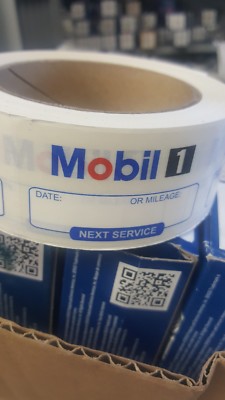 Mobil 1
DATE: OR MILEAGE:
NEXT SERVICE